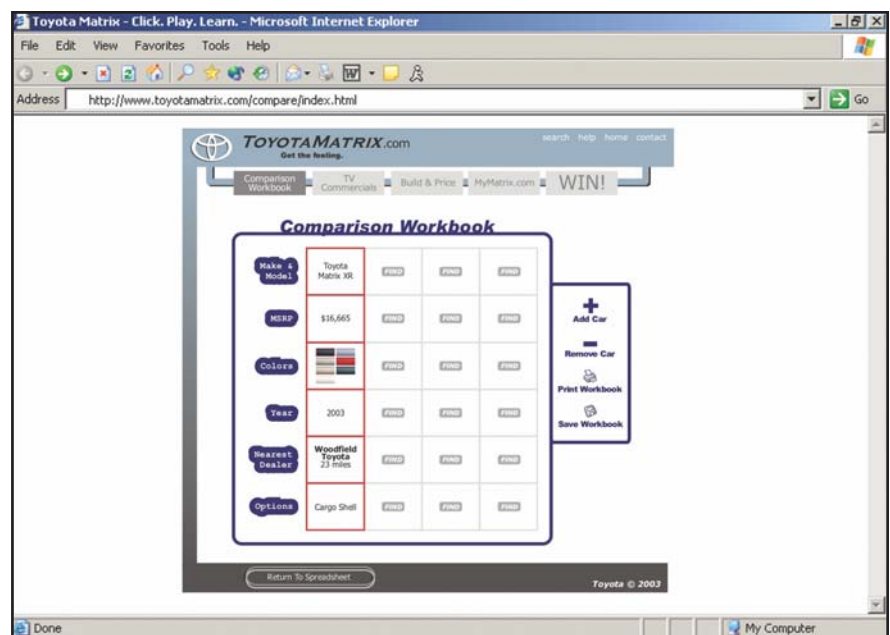 Toyota Matrix - Click. Play. Learn. - Microsoft Internet Explorer
File Edit View Favorites Tools Help
Address http://www.toyotamatrix.com/compare/index.html Go
TOYOTAMATRIX.com
Get the feeling.
search help home contact
Comparison Workbook
TV Commercials
Build & Price
MyMatrix.com
WIN!
Comparison Workbook
Make & Model
Toyota Matrix XR
FIND FIND FIND
MSRP $16,665 FIND FIND FIND
Colors FIND FIND FIND
Year 2003 FIND FIND FIND
Nearest Dealer
Woodfield Toyota
23 miles
FIND FIND FIND
Options Cargo Shell FIND FIND FIND
Add Car
Remove Car
Print Workbook
Save Workbook
Return To Spreadsheet
Toyota © 2003
Done My Computer